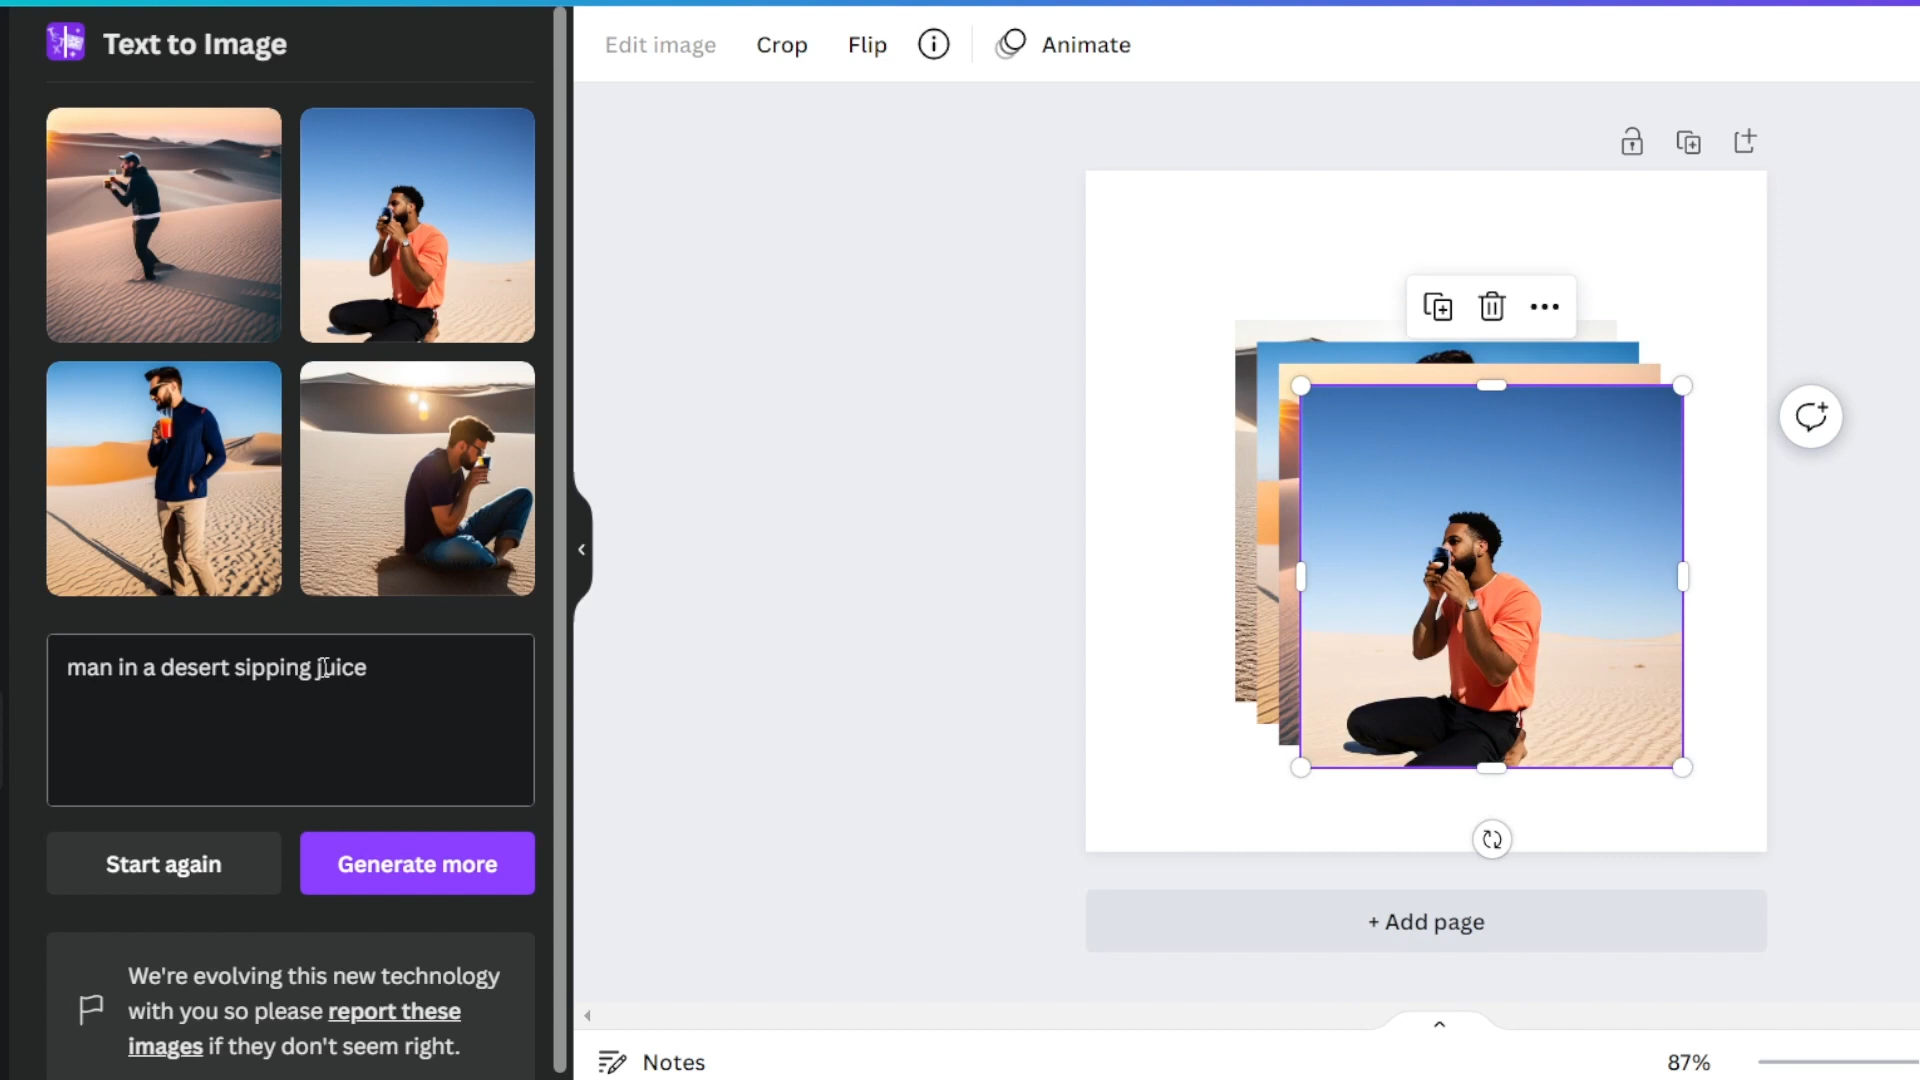 Text to Image
Edit image
Crop
Flip
Animate
man in a desert sipping juice
Start again
Generate more
We're evolving this new technology
with you so please report these
images if they don't seem right.
+ Add page
Notes
87%